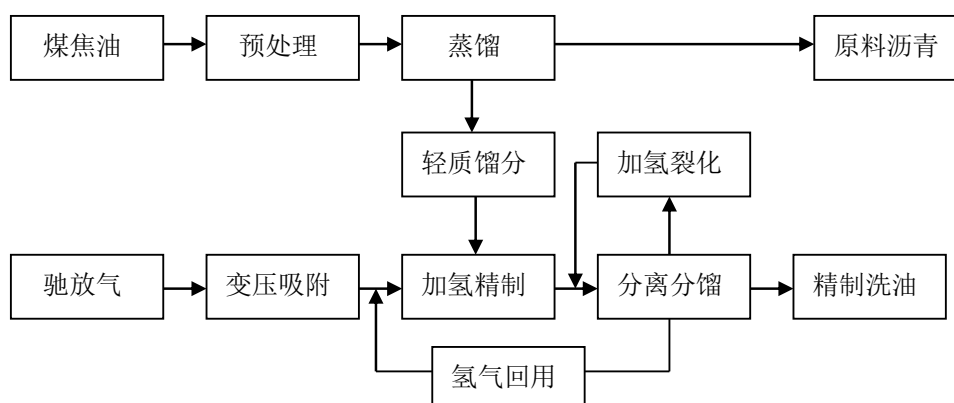 煤焦油
预处理
蒸馏
原料沥青
轻质馏分
加氢裂化
驰放气
变压吸附
加氢精制
分离分馏
精制洗油
氢气回用